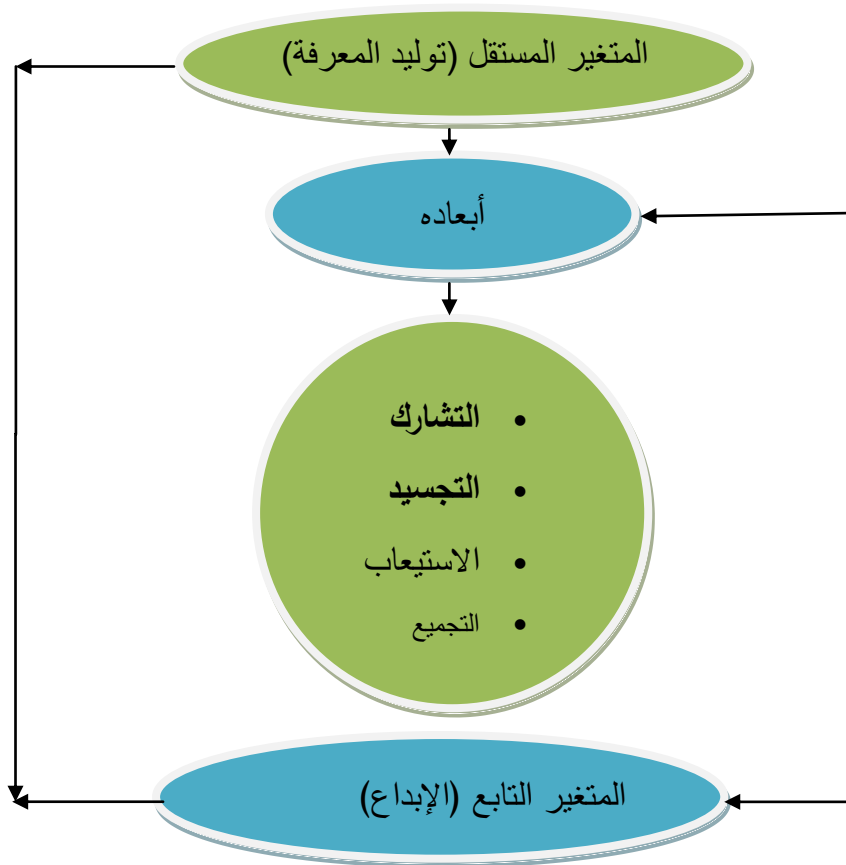 المتغير المستقل (توليد المعرفة)
أبعاده
• التشارك
• التجسيد
• الاستيعاب
• التجميع
المتغير التابع (الإبداع)